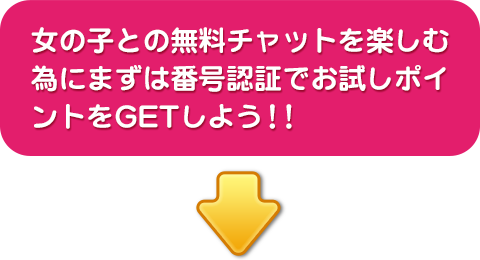 女の子との無料チャットを楽しむ
為にまずは番号認証でお試しポイ
ントをGETしよう!!